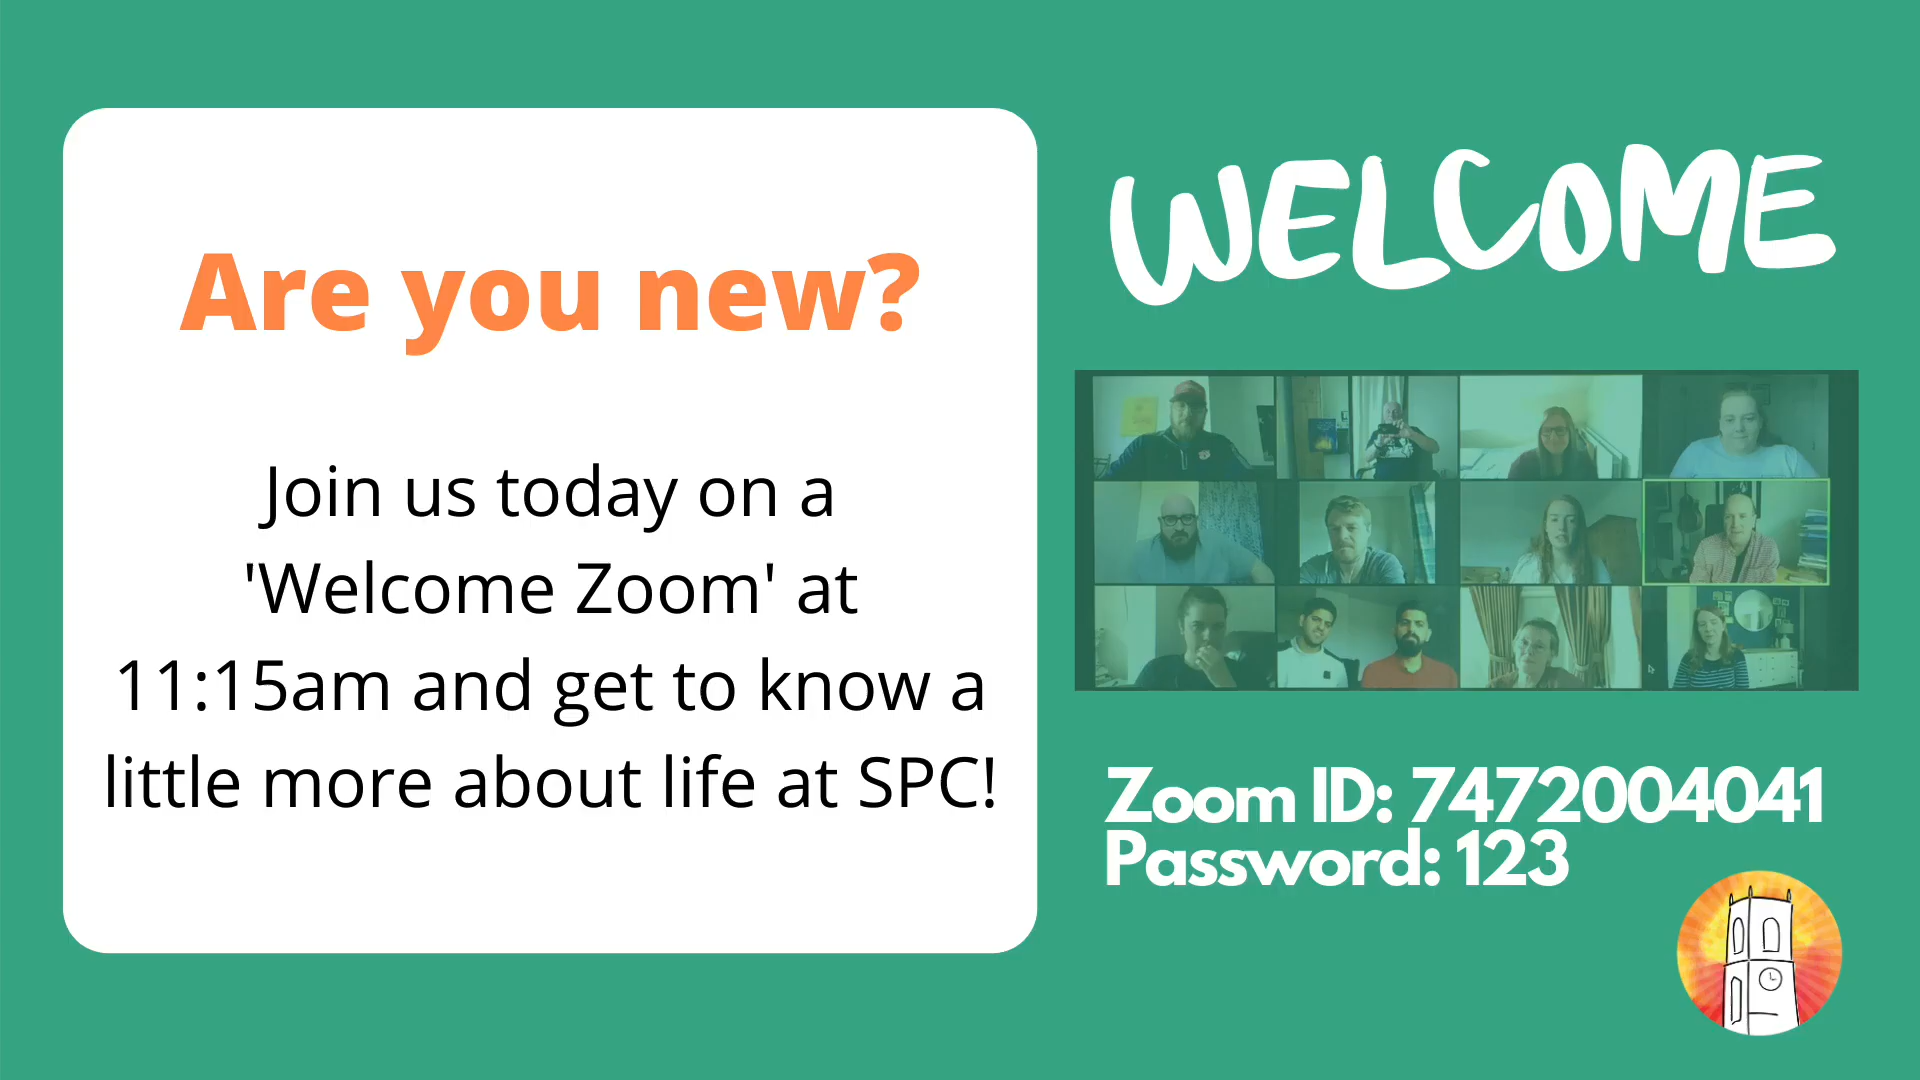 Are you new?
Join us today on a
'Welcome Zoom' at
11:15am and get to know a
little more about life at SPC!
WELCOME
Zoom ID: 7472004041
Password: 123